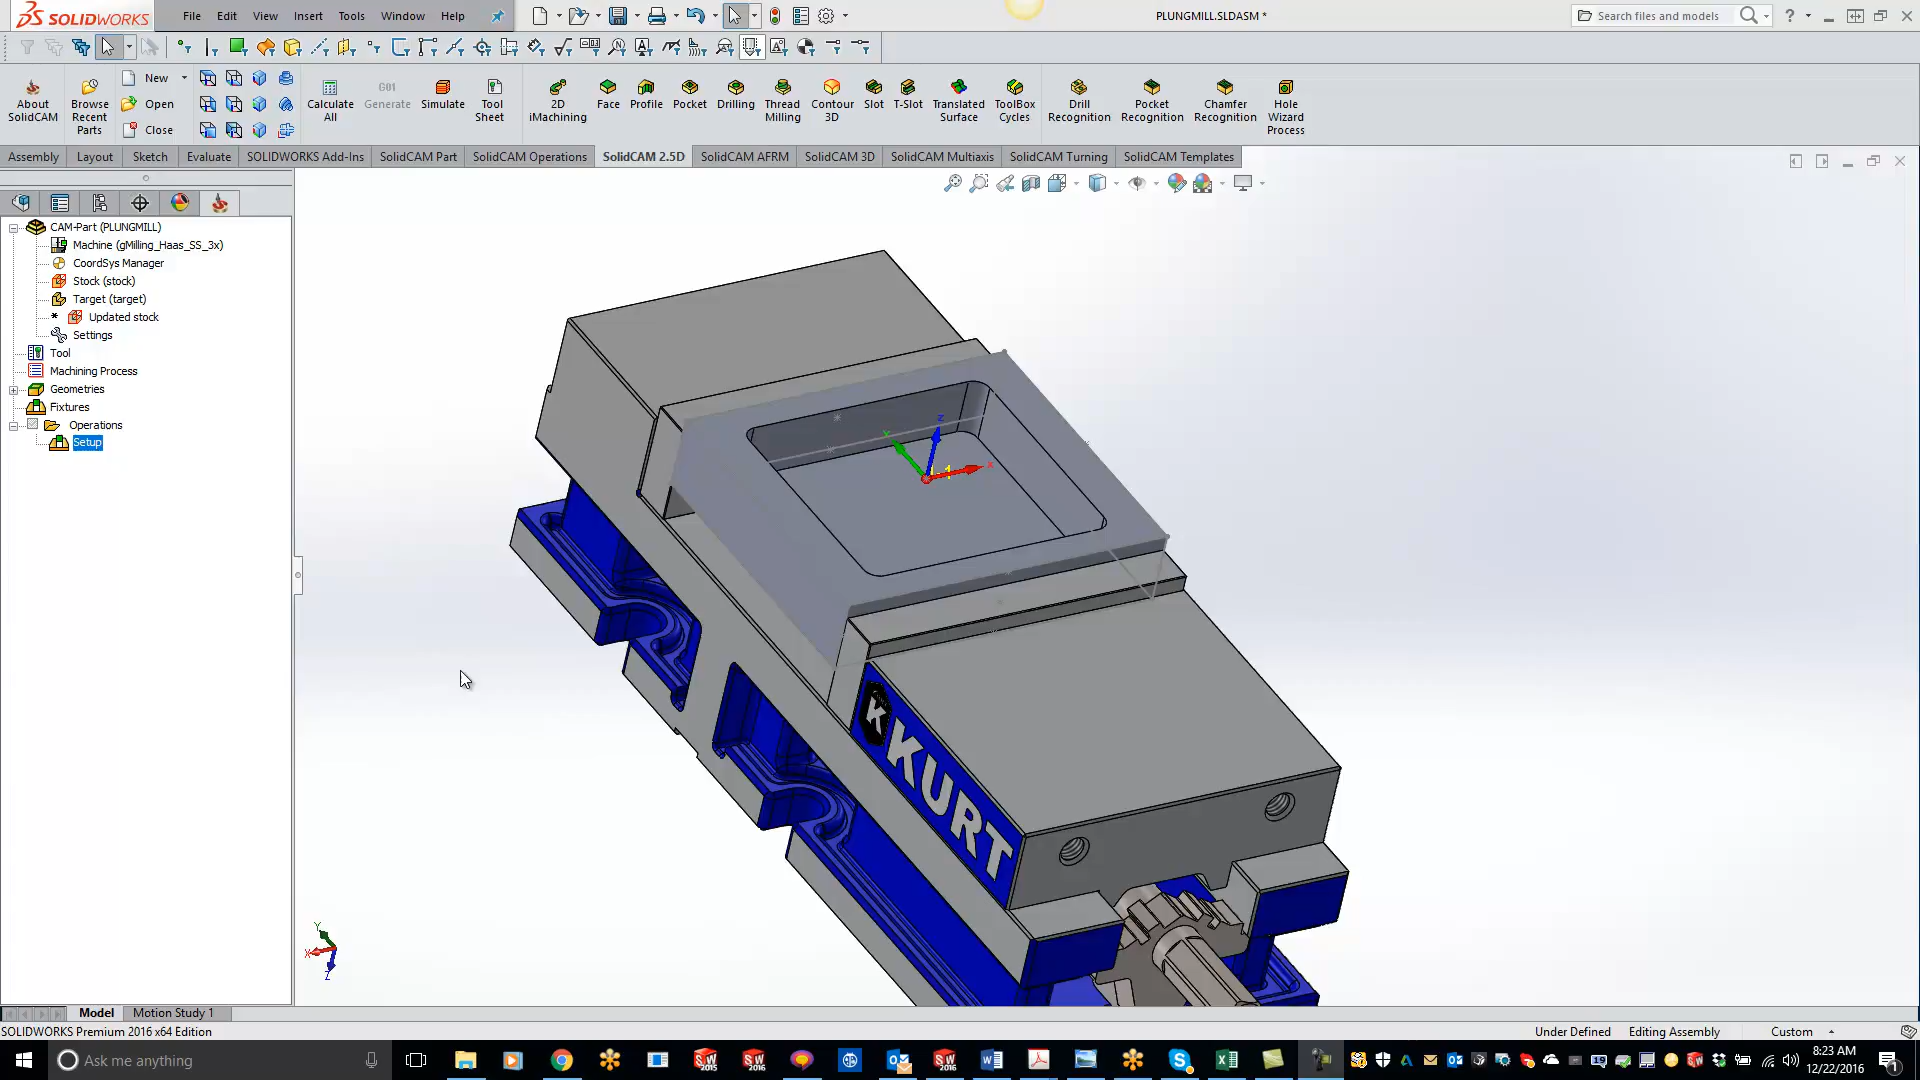 SOLIDWORKS
File
Edit
View
Insert
Tools
Window
Help
PLUNGMILL.SLDASM *
Search files and models
About SolidCAM
Browse Recent Parts
New
Open
Close
Calculate All
G01
Generate
Simulate
Tool Sheet
2D iMachining
Face
Profile
Pocket
Drilling
Thread Milling
Contour 3D
Slot
T-Slot
Translated Surface
ToolBox Cycles
Drill Recognition
Pocket Recognition
Chamfer Recognition
Hole Wizard Process
Assembly
Layout
Sketch
Evaluate
SOLIDWORKS Add-Ins
SolidCAM Part
SolidCAM Operations
SolidCAM 2.5D
SolidCAM AFRM
SolidCAM 3D
SolidCAM Multiaxis
SolidCAM Turning
SolidCAM Templates
CAM-Part (PLUNGMILL)
Machine (gMilling_Haas_SS_3x)
CoordSys Manager
Stock (stock)
Target (target)
* Updated stock
Settings
Tool
Machining Process
Geometries
Fixtures
Operations
Setup
Z
Y
X
K KURT
Y
X
Z
Model
Motion Study 1
SOLIDWORKS Premium 2016 x64 Edition
Under Defined
Editing Assembly
Custom
Ask me anything
8:23 AM
12/22/2016